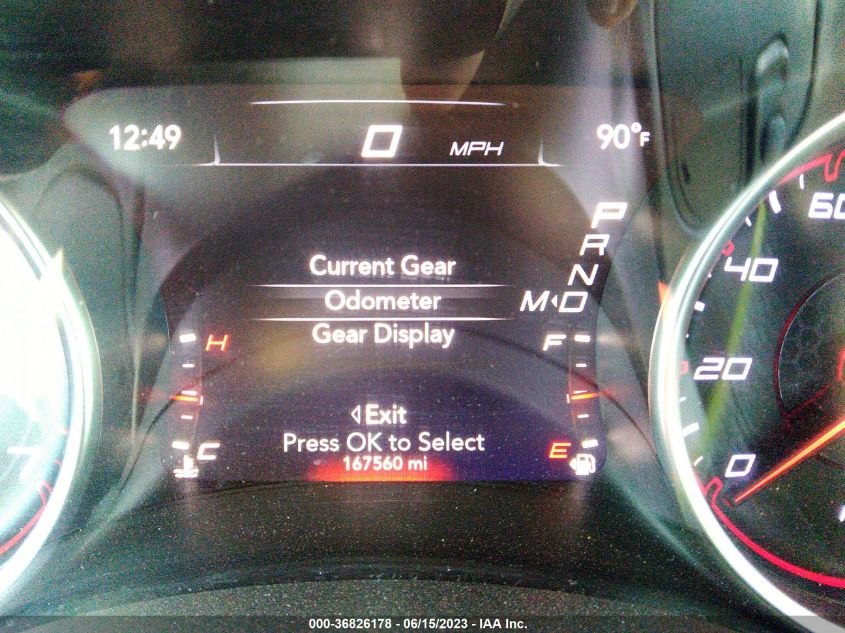 12:49 0 MPH 90°F
P
R
N
M◁D
Current Gear
Odometer
Gear Display
H
C
F
E
◁Exit
Press OK to Select
167560 mi
7
60
40
20
0
000-36826178 - 06/15/2023 - IAA Inc.